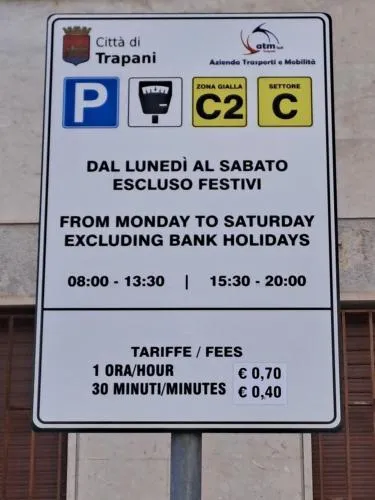 Città di
Trapani
atm
Azienda Trasporti e Mobilità
P
ZONA GIALLA
C2
SETTORE
C
DAL LUNEDÌ AL SABATO
ESCLUSO FESTIVI
FROM MONDAY TO SATURDAY
EXCLUDING BANK HOLIDAYS
08:00 - 13:30 | 15:30 - 20:00
TARIFFE / FEES
1 ORA/HOUR € 0,70
30 MINUTI/MINUTES € 0,40